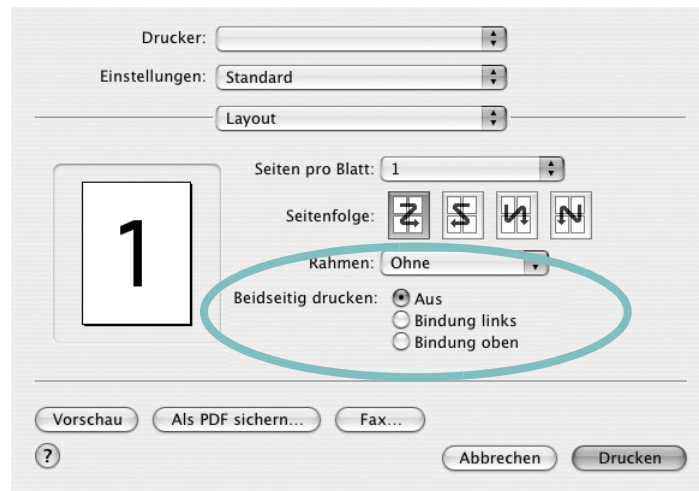 Drucker:
Einstellungen: Standard
Layout
Seiten pro Blatt: 1
1
Seitenfolge:
Rahmen: Ohne
Beidseitig drucken: Aus
Bindung links
Bindung oben
Vorschau Als PDF sichern... Fax...
? Abbrechen Drucken